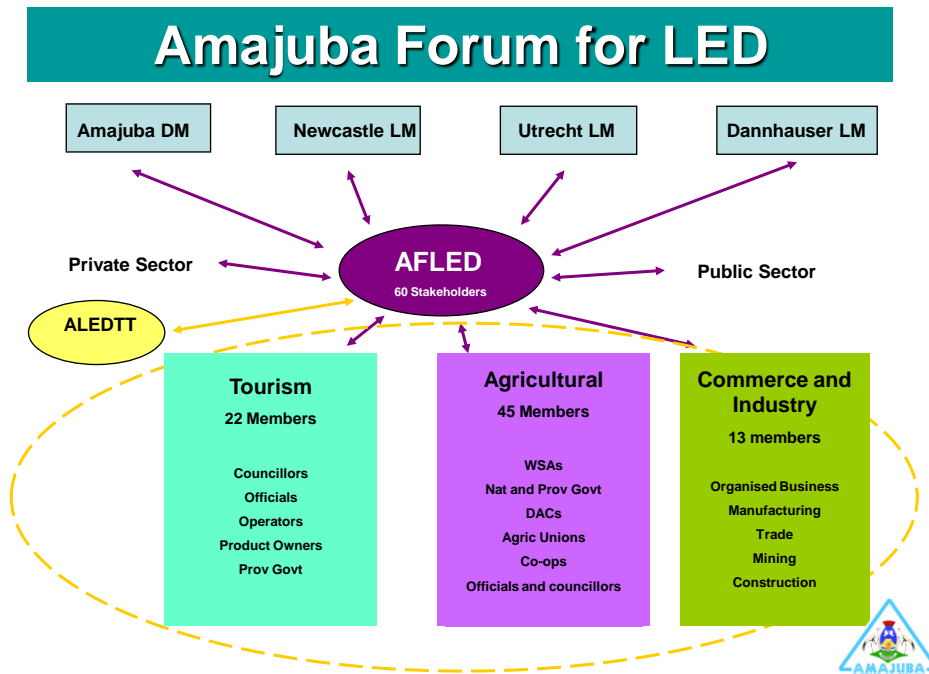 Amajuba Forum for LED
Amajuba DM
Newcastle LM
Utrecht LM
Dannhauser LM
Private Sector
AFLED
60 Stakeholders
Public Sector
ALEDTT
Tourism
22 Members
Councillors
Officials
Operators
Product Owners
Prov Govt
Agricultural
45 Members
WSAs
Nat and Prov Govt
DACs
Agric Unions
Co-ops
Officials and councillors
Commerce and
Industry
13 members
Organised Business
Manufacturing
Trade
Mining
Construction
AMAJUBA